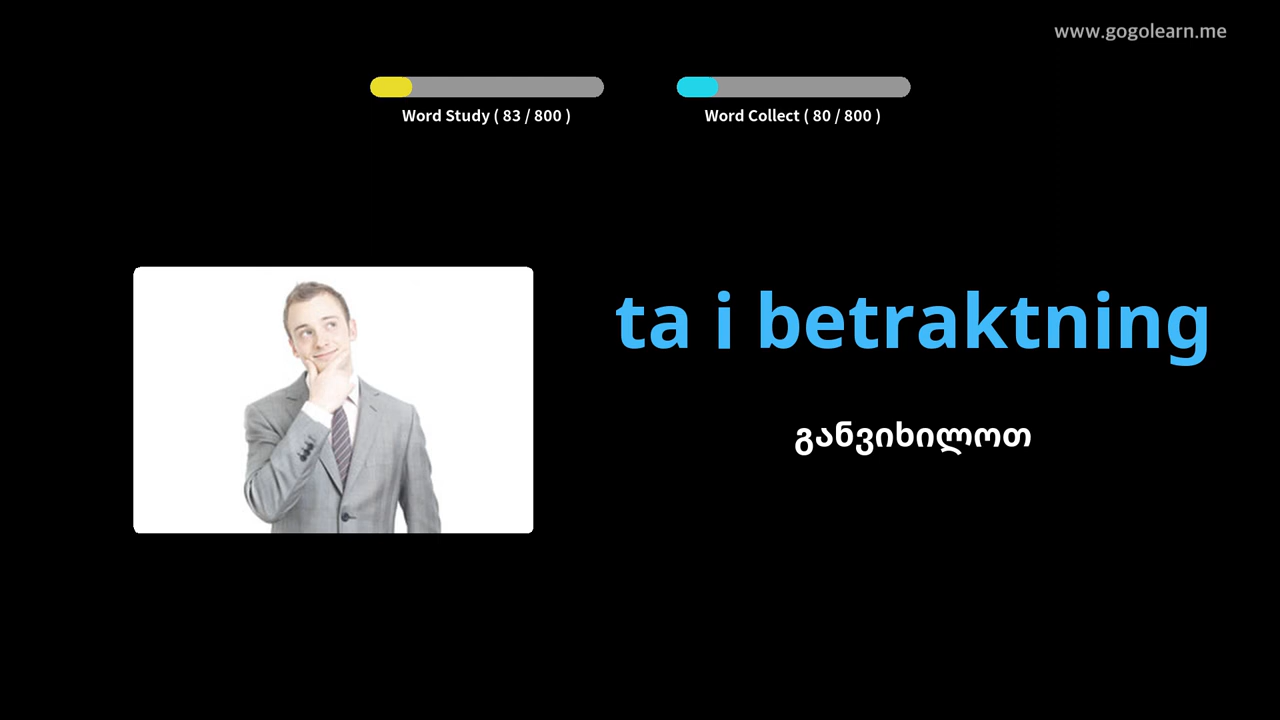 www.gogolearn.me
Word Study ( 83 / 800 )
Word Collect ( 80 / 800 )
ta i betraktning
განვიხილოთ